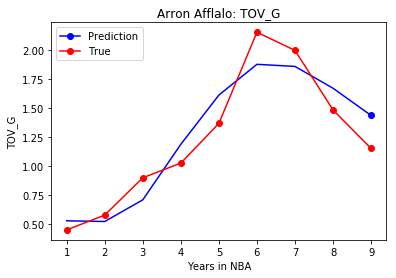 Arron Afflalo: TOV_G
Prediction
True
TOV_G
2.00
1.75
1.50
1.25
1.00
0.75
0.50
1 2 3 4 5 6 7 8 9
Years in NBA